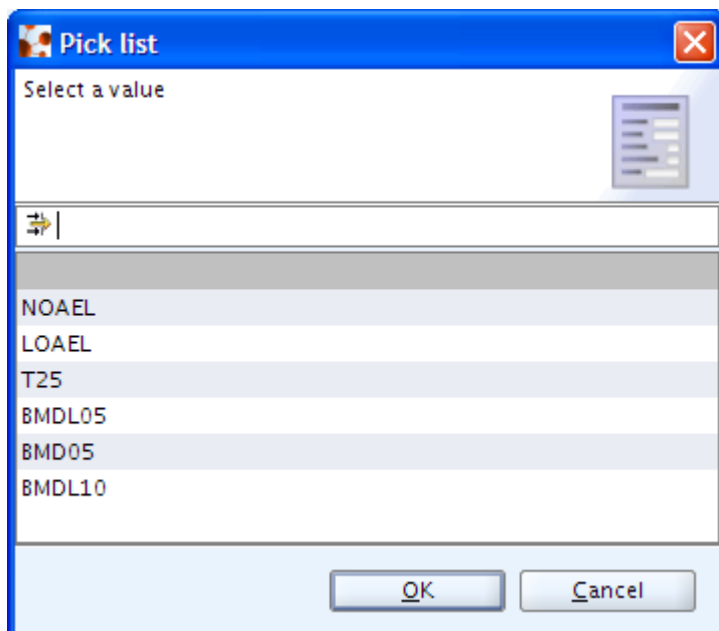 Pick list
Select a value
NOAEL
LOAEL
T25
BMDL05
BMD05
BMDL10
OK
Cancel